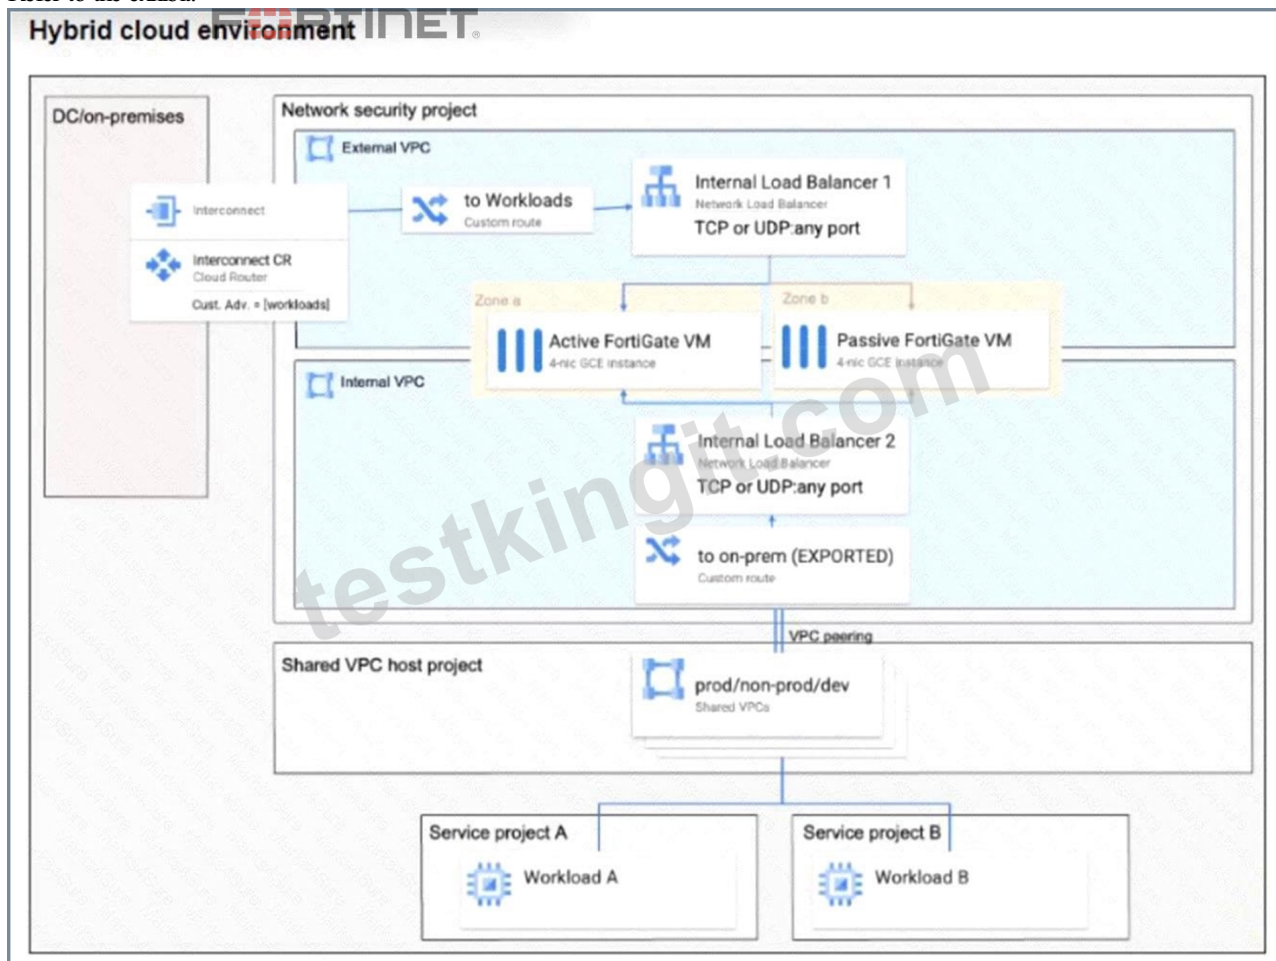 FORTINET
Hybrid cloud environment
DC/on-premises
Network security project
External VPC
Interconnect
Interconnect CR
Cloud Router
Cust. Adv. = [workloads]
to Workloads
Custom route
Internal Load Balancer 1
Network Load Balancer
TCP or UDP:any port
Zone a
Active FortiGate VM
4-nic GCE instance
Zone b
Passive FortiGate VM
4-nic GCE instance
Internal VPC
Internal Load Balancer 2
Network Load Balancer
TCP or UDP:any port
to on-prem (EXPORTED)
Custom route
testkingit.com
VPC peering
Shared VPC host project
prod/non-prod/dev
Shared VPCs
Service project A
Workload A
Service project B
Workload B